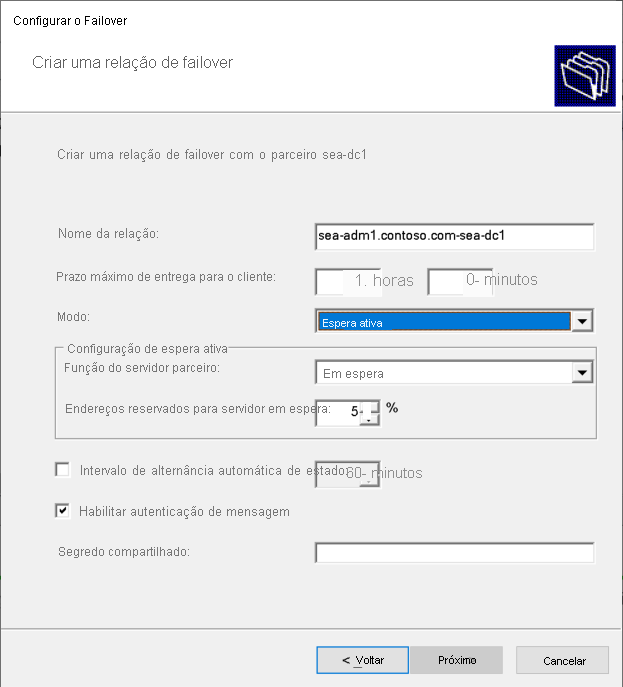 Configurar o Failover
Criar uma relação de failover
Criar uma relação de failover com o parceiro sea-dc1
Nome da relação: sea-adm1.contoso.com-sea-dc1
Prazo máximo de entrega para o cliente: 1. horas 0- minutos
Modo: Espera ativa
Configuração de espera ativa
Função do servidor parceiro: Em espera
Endereços reservados para servidor em espera: 5- %
Intervalo de alternância automática de estado: 60- minutos
Habilitar autenticação de mensagem
Segredo compartilhado:
< Voltar Próximo Cancelar